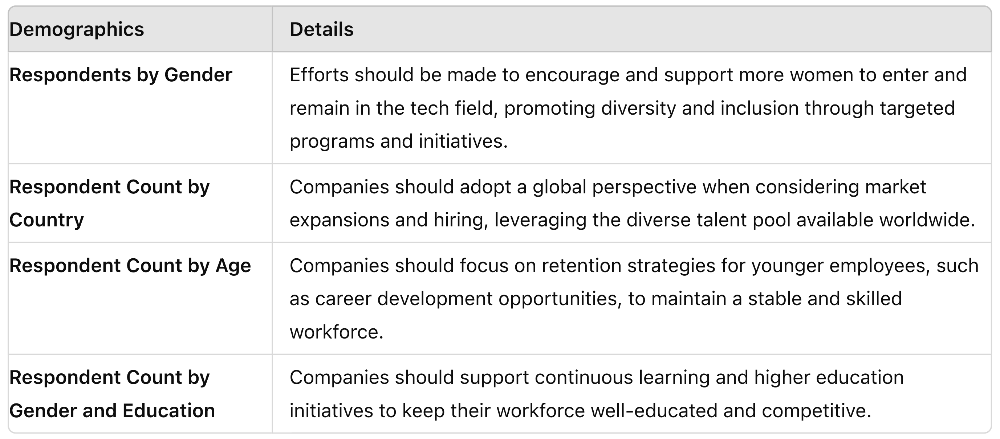 Demographics
Details
Respondents by Gender
Efforts should be made to encourage and support more women to enter and
remain in the tech field, promoting diversity and inclusion through targeted
programs and initiatives.
Respondent Count by
Country
Companies should adopt a global perspective when considering market
expansions and hiring, leveraging the diverse talent pool available worldwide.
Respondent Count by Age
Companies should focus on retention strategies for younger employees, such
as career development opportunities, to maintain a stable and skilled
workforce.
Respondent Count by
Gender and Education
Companies should support continuous learning and higher education
initiatives to keep their workforce well-educated and competitive.